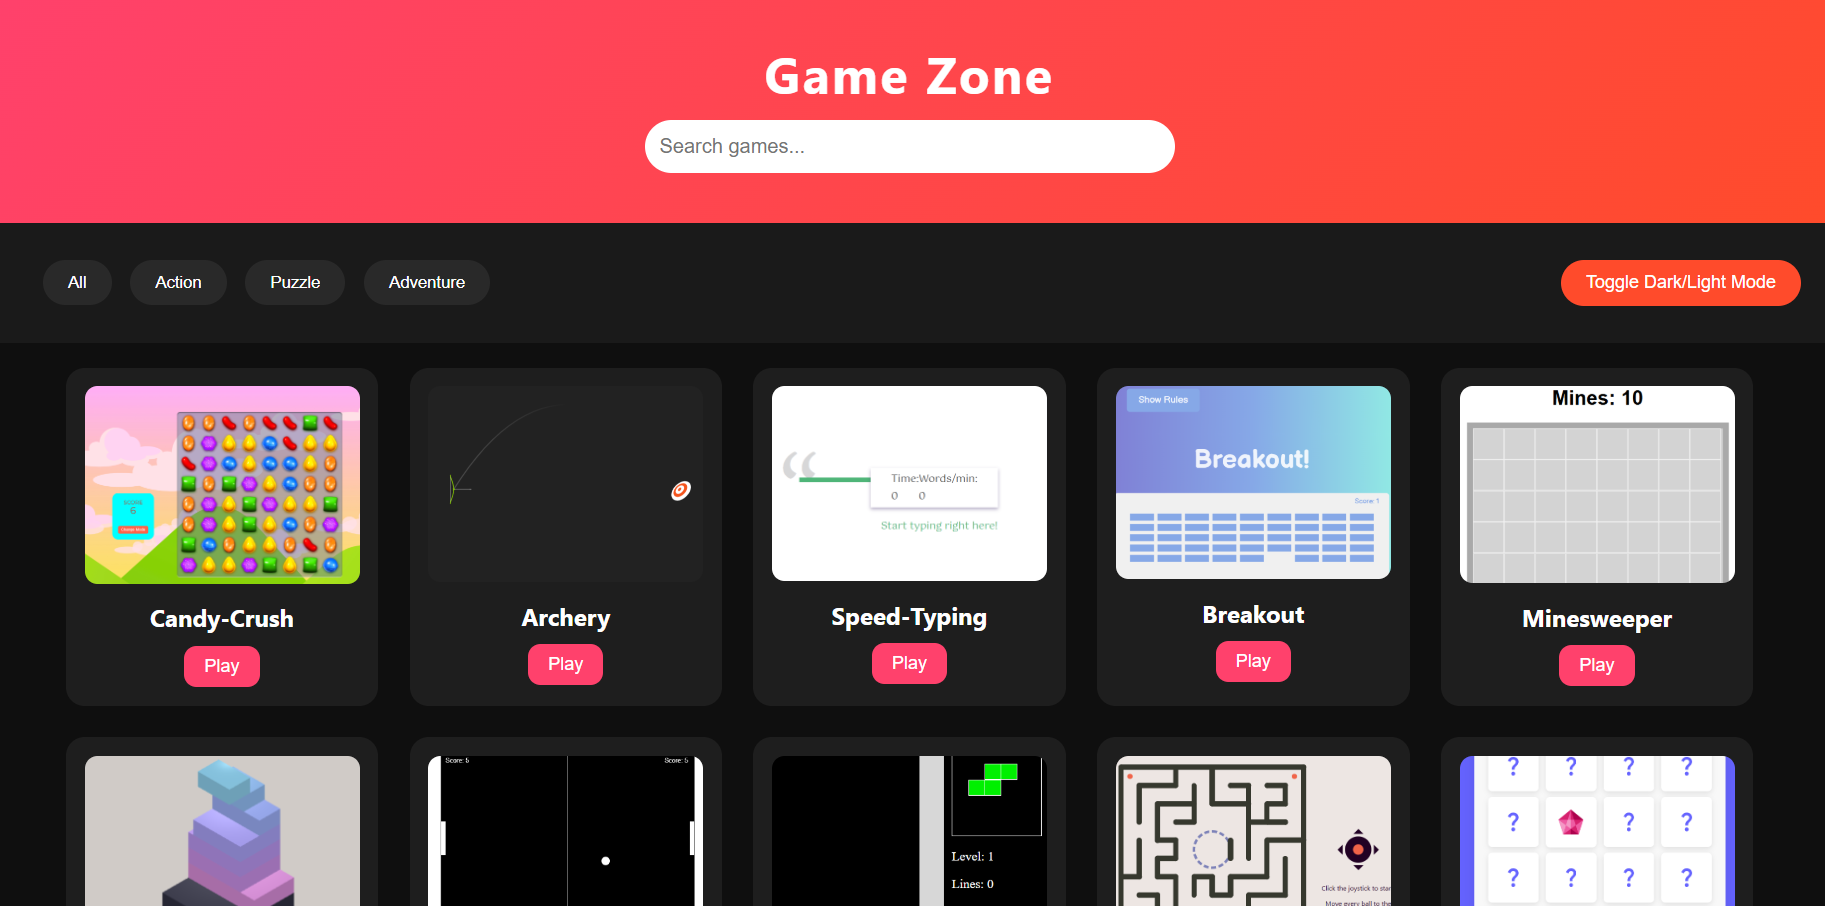 Game Zone
Search games...
All
Action
Puzzle
Adventure
Toggle Dark/Light Mode
SCORE
6
Candy-Crush
Play
Archery
Play
“
Time:Words/min:
0 0
Start typing right here!
Speed-Typing
Play
Show Rules
Breakout!
Score: 1
Breakout
Play
Mines: 10
Minesweeper
Play
Score: 5
Score: 5
Level: 1
Lines: 0
Click the joystick to star
Move every ball to the
? ? ? ?
? ? ?
? ? ? ?